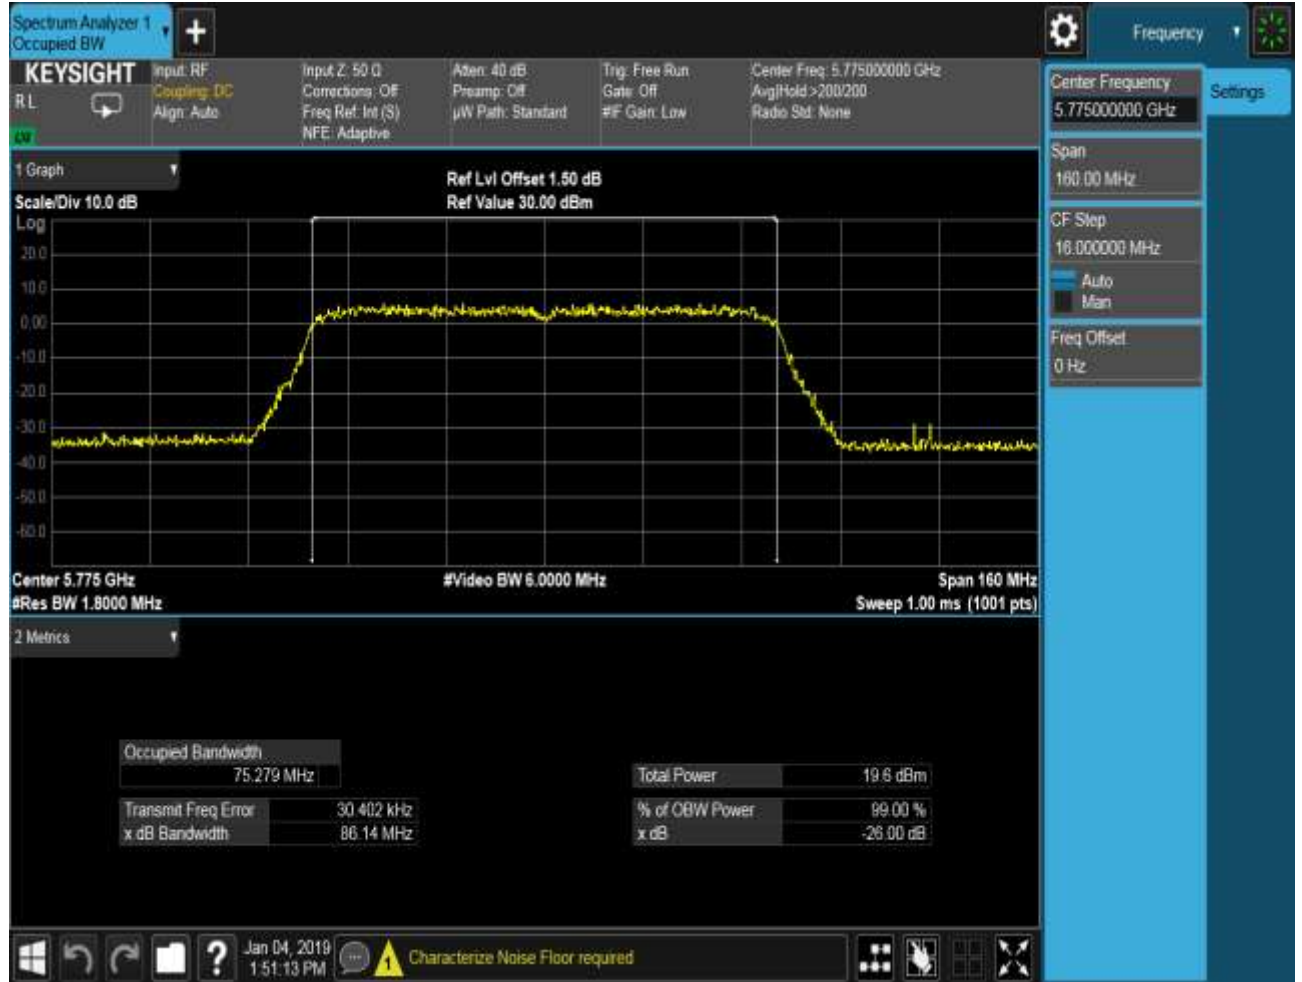 Spectrum Analyzer 1
Occupied BW
Frequency
KEYSIGHT
R L
Input: RF
Coupling: DC
Align: Auto
Input Z: 50 Ω
Corrections: Off
Freq Ref: Int (S)
NFE: Adaptive
Atten: 40 dB
Preamp: Off
µW Path: Standard
Trig: Free Run
Gate: Off
#IF Gain: Low
Center Freq: 5.775000000 GHz
Avg|Hold:>200/200
Radio Std: None
Center Frequency
5.775000000 GHz
Settings
Span
160.00 MHz
CF Step
16.000000 MHz
Auto
Man
Freq Offset
0 Hz
1 Graph
Scale/Div 10.0 dB
Ref Lvl Offset 1.50 dB
Ref Value 30.00 dBm
Log
20.0
10.0
0.00
-10.0
-20.0
-30.0
-40.0
-50.0
-60.0
Center 5.775 GHz
#Video BW 6.0000 MHz
Span 160 MHz
#Res BW 1.8000 MHz
Sweep 1.00 ms (1001 pts)
2 Metrics
Occupied Bandwidth
75.279 MHz
Total Power 19.6 dBm
Transmit Freq Error 30.402 kHz
% of OBW Power 99.00 %
x dB Bandwidth 86.14 MHz
x dB -26.00 dB
?
Jan 04, 2019
1:51:13 PM
1
Characterize Noise Floor required